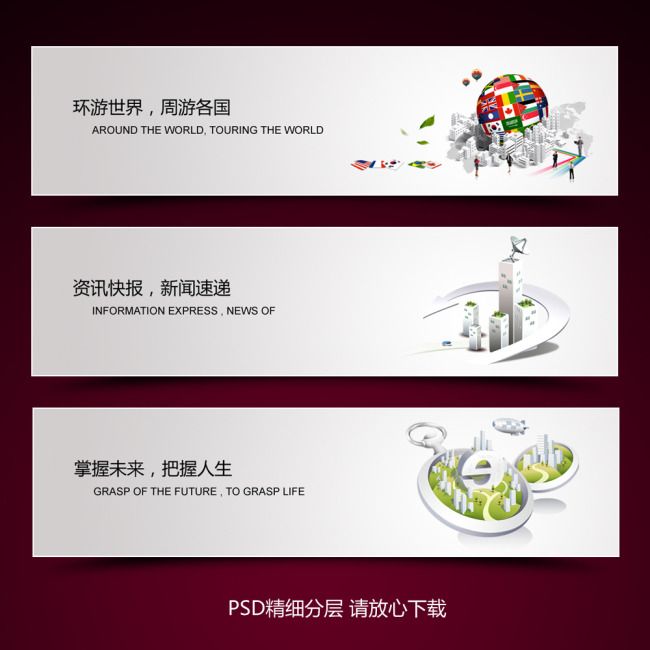 环游世界，周游各国
AROUND THE WORLD, TOURING THE WORLD
资讯快报，新闻速递
INFORMATION EXPRESS , NEWS OF
掌握未来，把握人生
GRASP OF THE FUTURE , TO GRASP LIFE
PSD精细分层 请放心下载